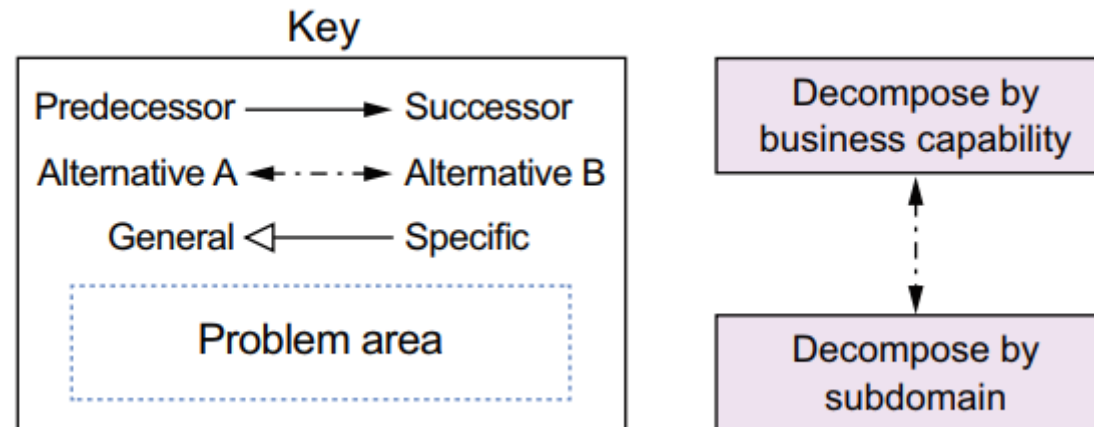 Key
Predecessor Successor
Alternative A Alternative B
General Specific
Problem area
Decompose by
business capability
Decompose by
subdomain